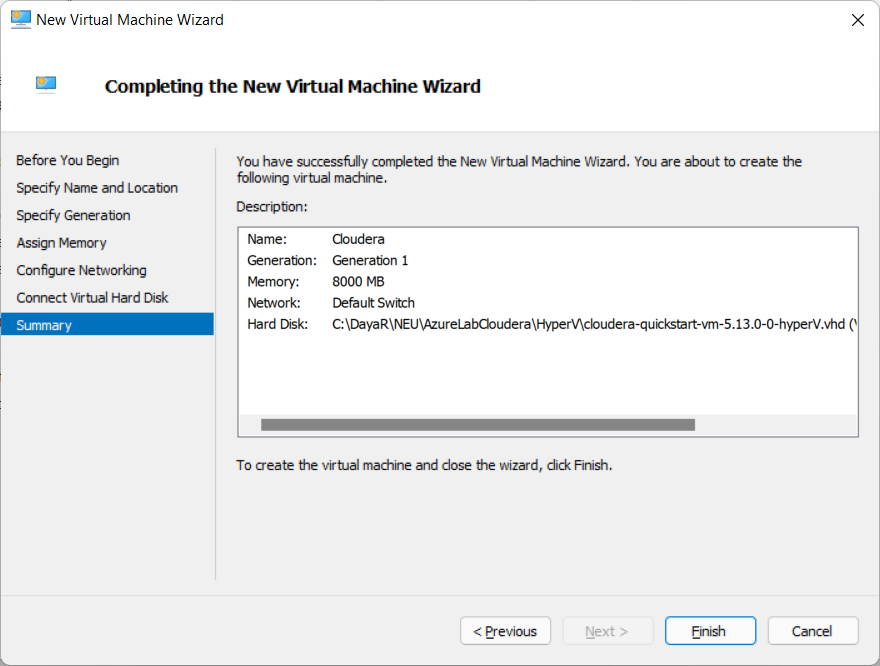 New Virtual Machine Wizard
Completing the New Virtual Machine Wizard
Before You Begin
Specify Name and Location
Specify Generation
Assign Memory
Configure Networking
Connect Virtual Hard Disk
Summary
You have successfully completed the New Virtual Machine Wizard. You are about to create the
following virtual machine.
Description:
Name: Cloudera
Generation: Generation 1
Memory: 8000 MB
Network: Default Switch
Hard Disk: C:\DayaR\NEU\AzureLabCloudera\HyperV\cloudera-quickstart-vm-5.13.0-0-hyperV.vhd (
To create the virtual machine and close the wizard, click Finish.
< Previous
Next >
Finish
Cancel